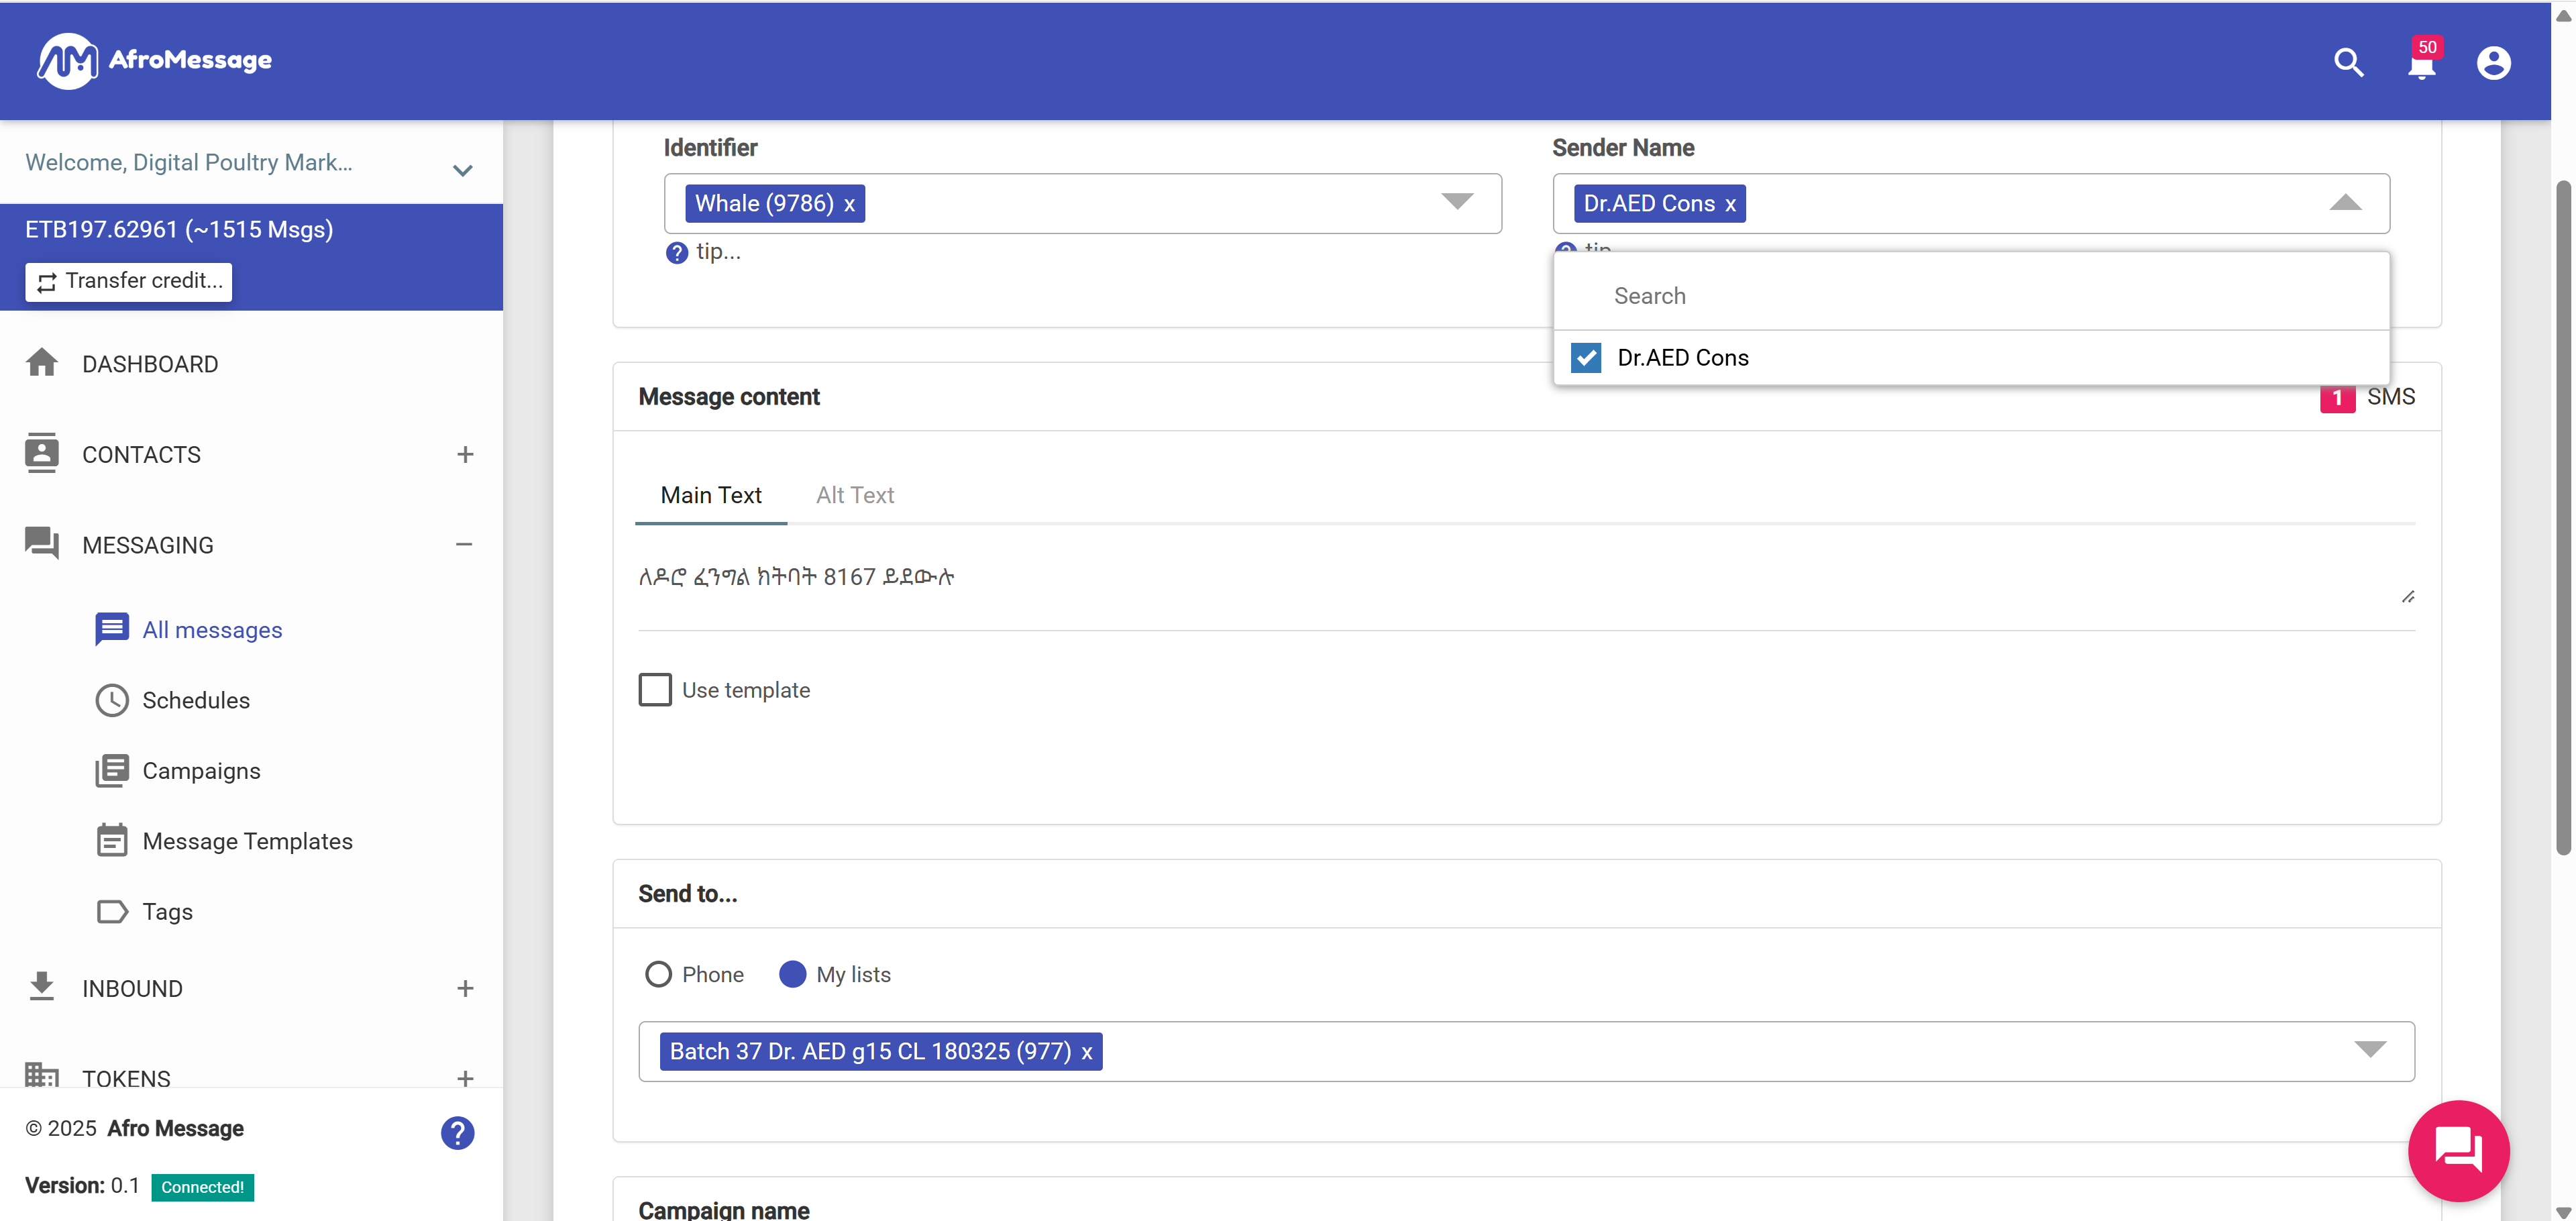 AfroMessage
50
Welcome, Digital Poultry Mark...
ETB197.62961 (~1515 Msgs)
Transfer credit...
DASHBOARD
CONTACTS +
MESSAGING −
All messages
Schedules
Campaigns
Message Templates
Tags
INBOUND +
TOKENS +
© 2025 Afro Message
?
Version: 0.1 Connected!
Identifier
Whale (9786) x
? tip...
Sender Name
Dr.AED Cons x
Search
Dr.AED Cons
Message content
1 SMS
Main Text Alt Text
ለዶሮ ፈንግል ክትባት 8167 ይደውሉ
Use template
Send to...
Phone My lists
Batch 37 Dr. AED g15 CL 180325 (977) x
Campaign name